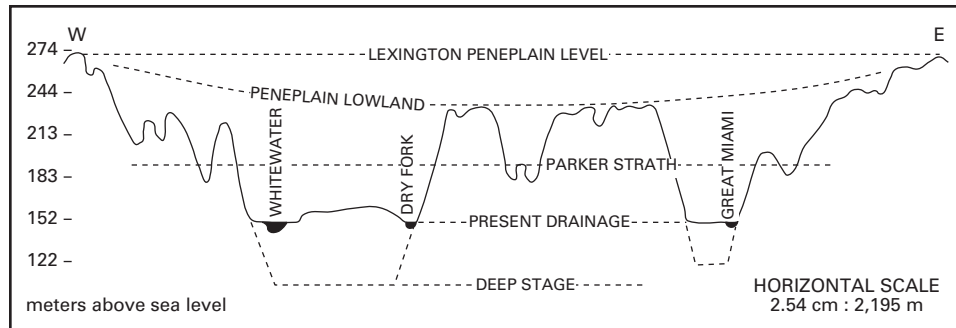 W
E
274 –
LEXINGTON PENEPLAIN LEVEL
244 –
PENEPLAIN LOWLAND
213 –
WHITEWATER
DRY FORK
GREAT MIAMI
PARKER STRATH
183 –
152 –
PRESENT DRAINAGE
122 –
DEEP STAGE
HORIZONTAL SCALE
meters above sea level
2.54 cm : 2,195 m